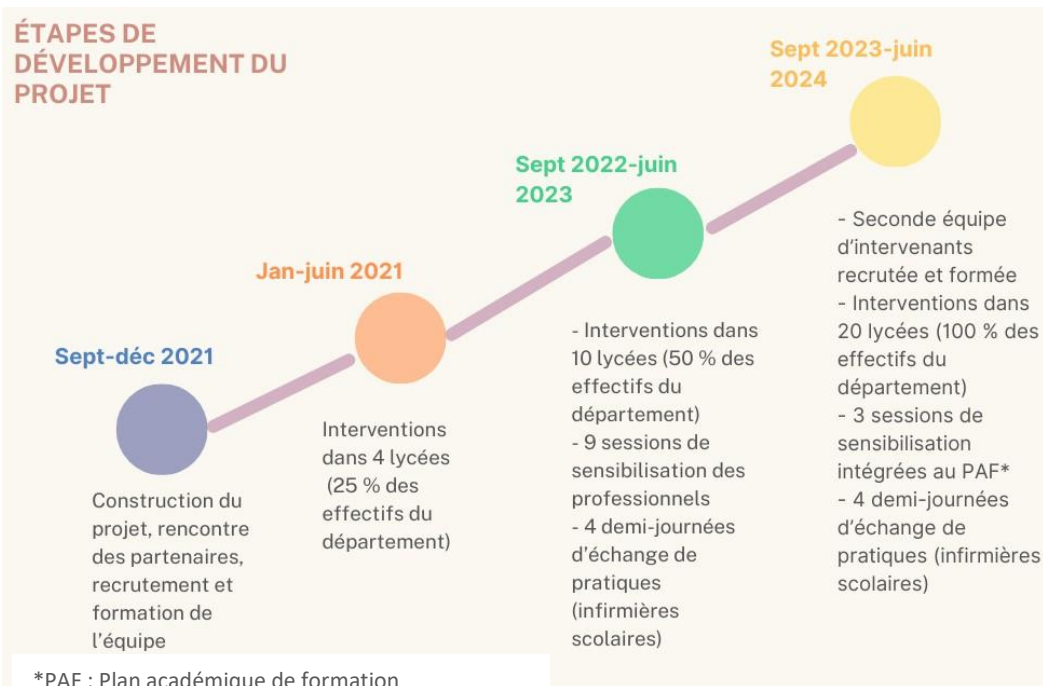 ÉTAPES DE
DÉVELOPPEMENT DU
PROJET
Sept-déc 2021
Construction du
projet, rencontre
des partenaires,
recrutement et
formation de
l'équipe
Jan-juin 2021
Interventions
dans 4 lycées
(25 % des
effectifs du
département)
Sept 2022-juin
2023
- Interventions dans
10 lycées (50 % des
effectifs du
département)
- 9 sessions de
sensibilisation des
professionnels
- 4 demi-journées
d'échange de
pratiques
(infirmières
scolaires)
Sept 2023-juin
2024
- Seconde équipe
d'intervenants
recrutée et formée
- Interventions dans
20 lycées (100 % des
effectifs du
département)
- 3 sessions de
sensibilisation
intégrées au PAF*
- 4 demi-journées
d'échange de
pratiques (infirmières
scolaires)
*PAF : Plan académique de formation